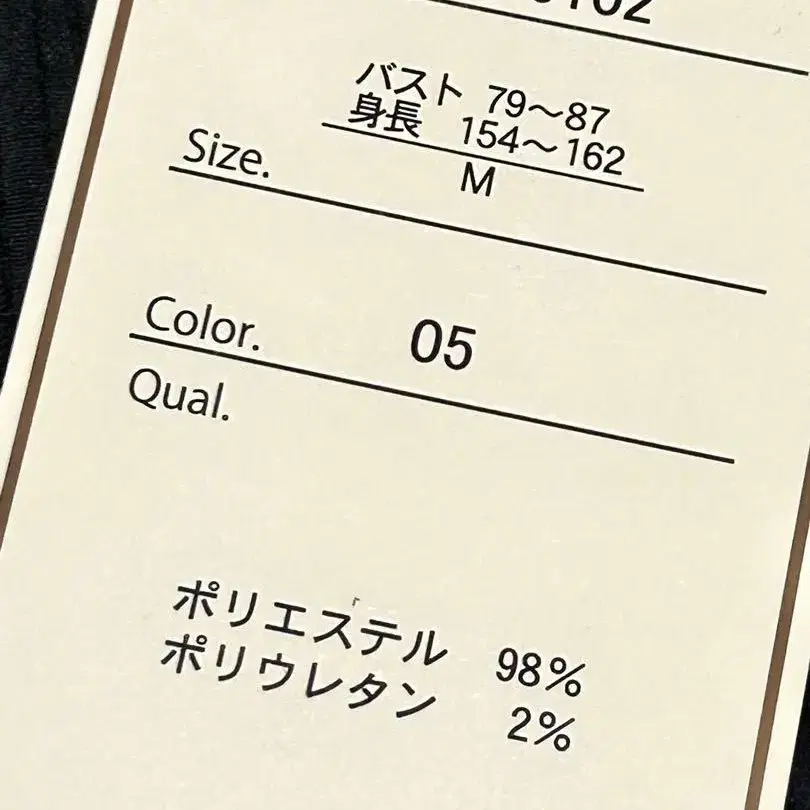 バスト 79〜87
身長 154〜162
Size. M
Color. 05
Qual.
ポリエステル 98%
ポリウレタン 2%